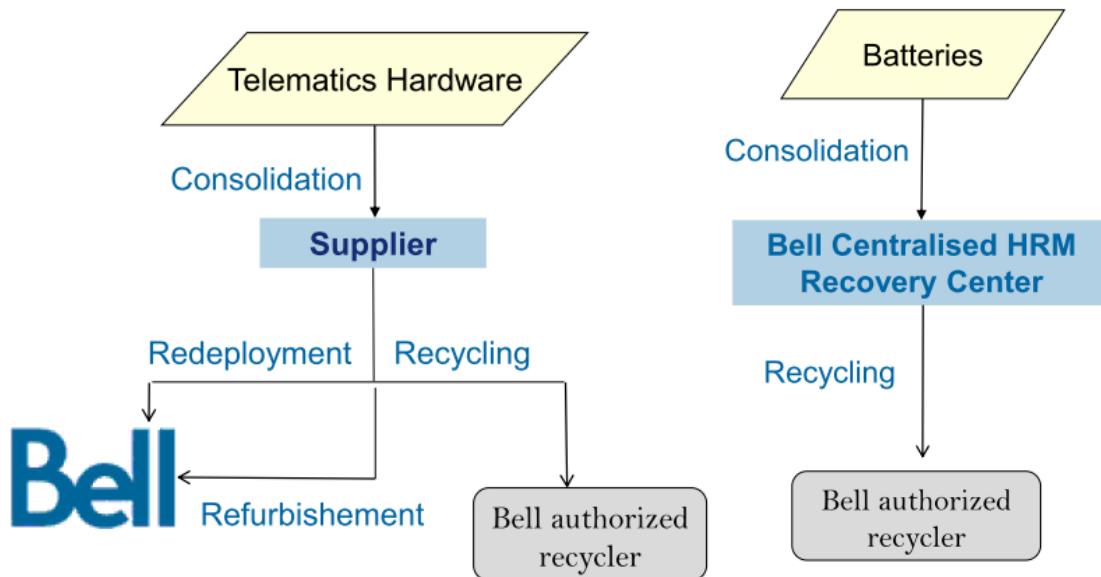 Telematics Hardware
Consolidation
Supplier
Redeployment
Recycling
Bell
Refurbishement
Bell authorized
recycler
Batteries
Consolidation
Bell Centralised HRM
Recovery Center
Recycling
Bell authorized
recycler